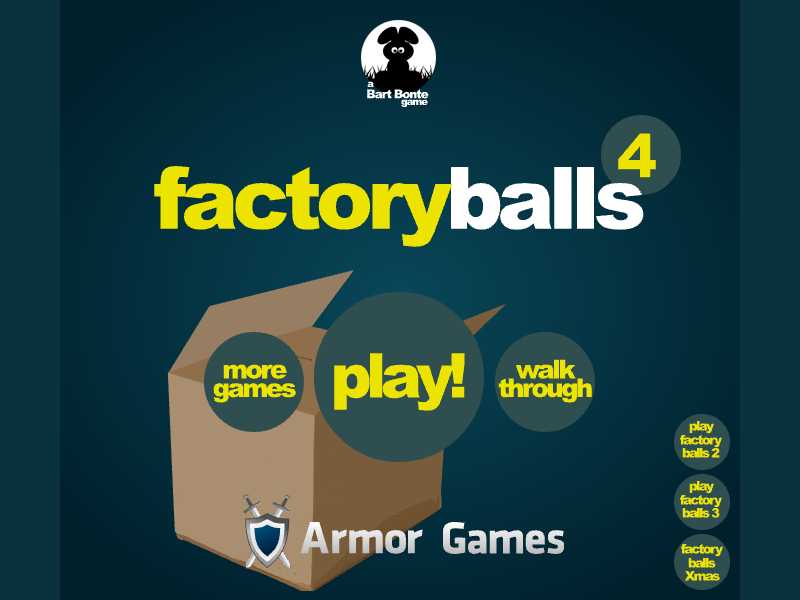 a
Bart Bonte
game
4
factoryballs
more
games
play!
walk
through
play
factory
balls 2
play
factory
balls 3
factory
balls
Xmas
Armor Games